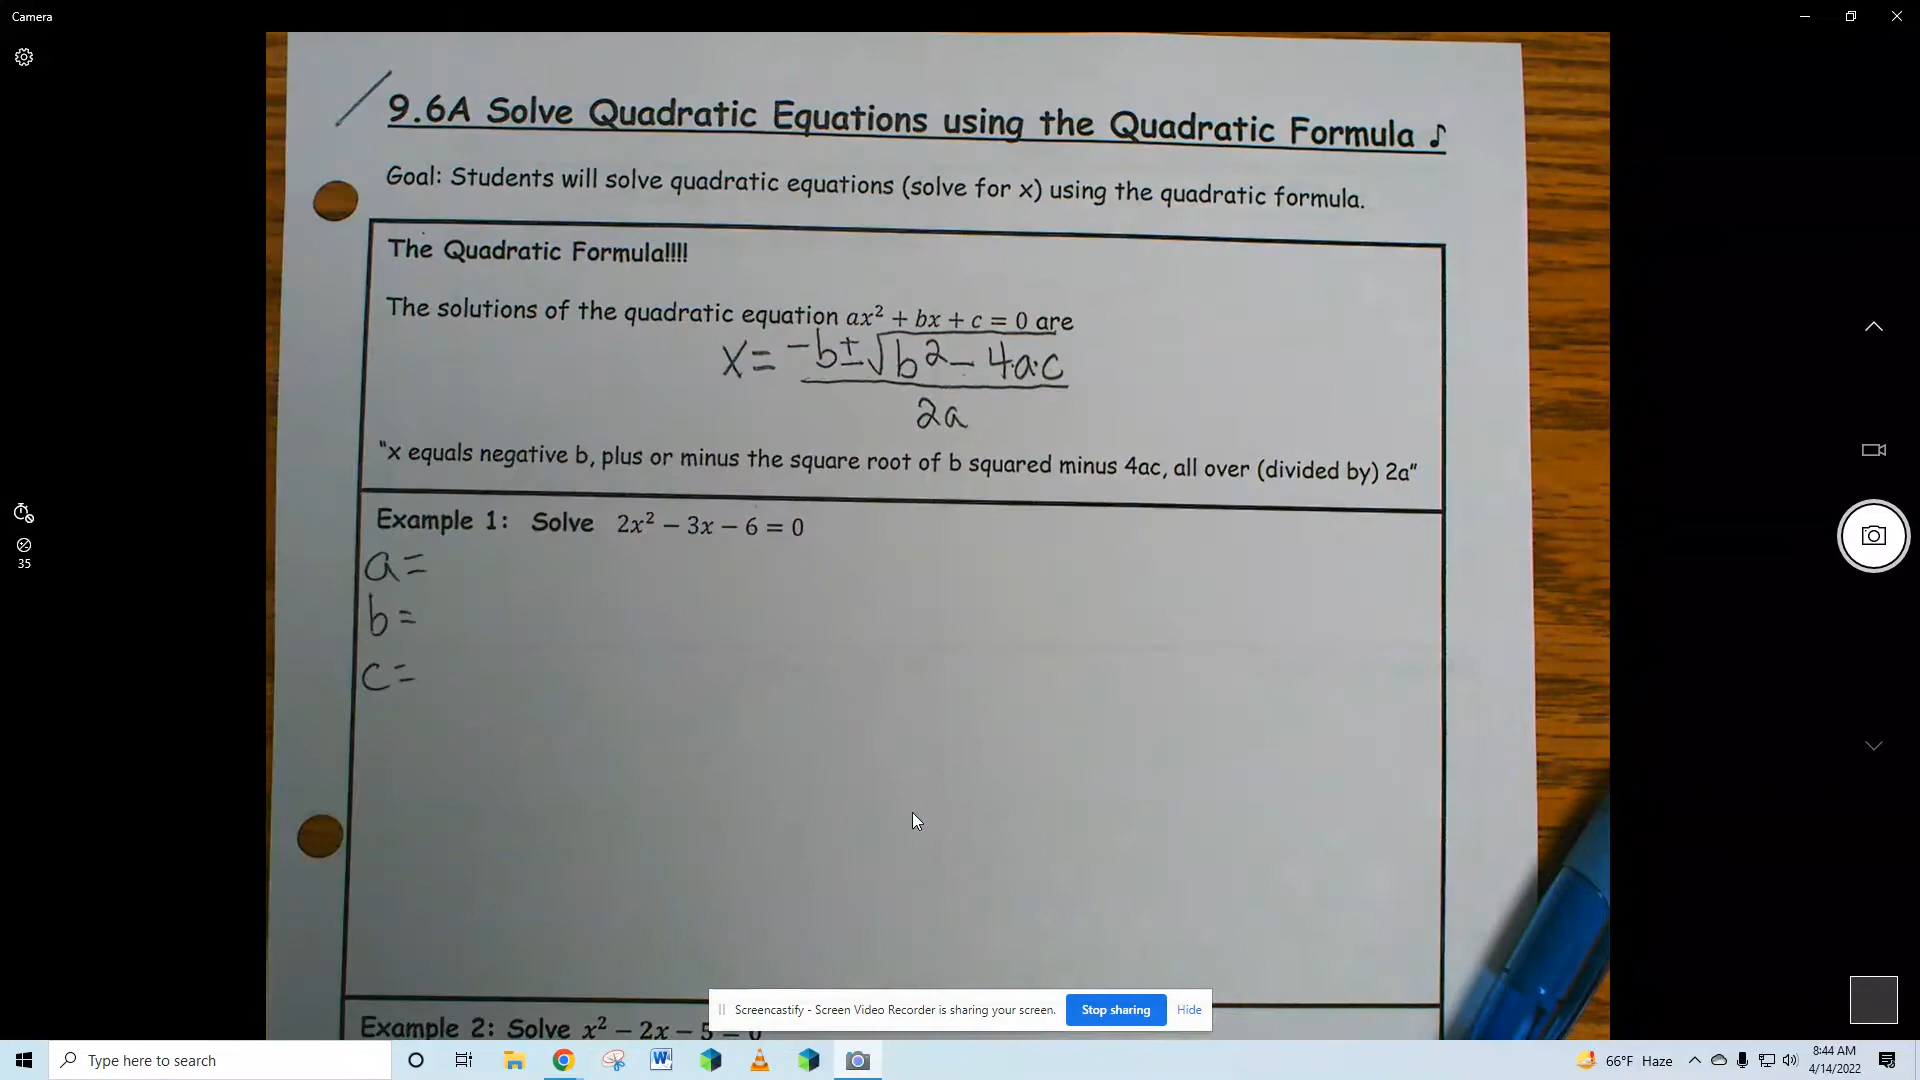 Camera
9.6A Solve Quadratic Equations using the Quadratic Formula ♪
Goal: Students will solve quadratic equations (solve for x) using the quadratic formula.
The Quadratic Formula!!!!
The solutions of the quadratic equation ax² + bx + c = 0 are
x = -b ± √b² - 4a·c
2a
"x equals negative b, plus or minus the square root of b squared minus 4ac, all over (divided by) 2a"
Example 1: Solve 2x² − 3x − 6 = 0
a =
b =
35
c =
Screencastify - Screen Video Recorder is sharing your screen. Stop sharing Hide
Example 2: Solve x² − 2x − 5 = 0
Type here to search
66°F Haze
8:44 AM
4/14/2022